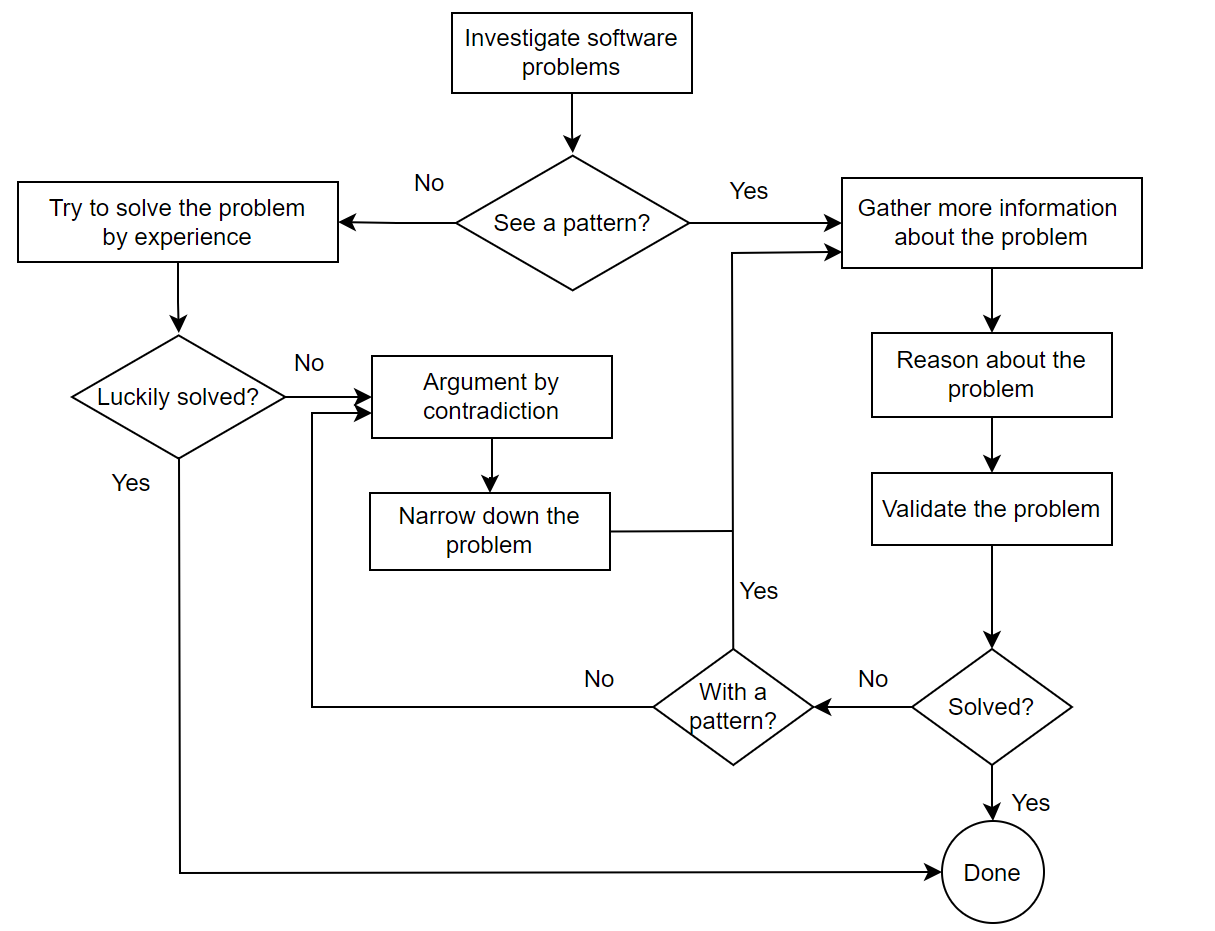 Investigate software
problems
No
Yes
See a pattern?
Try to solve the problem
by experience
Gather more information
about the problem
Luckily solved?
No
Yes
Argument by
contradiction
Narrow down the
problem
Reason about the
problem
Validate the problem
Yes
With a
pattern?
No
No
Solved?
Yes
Done